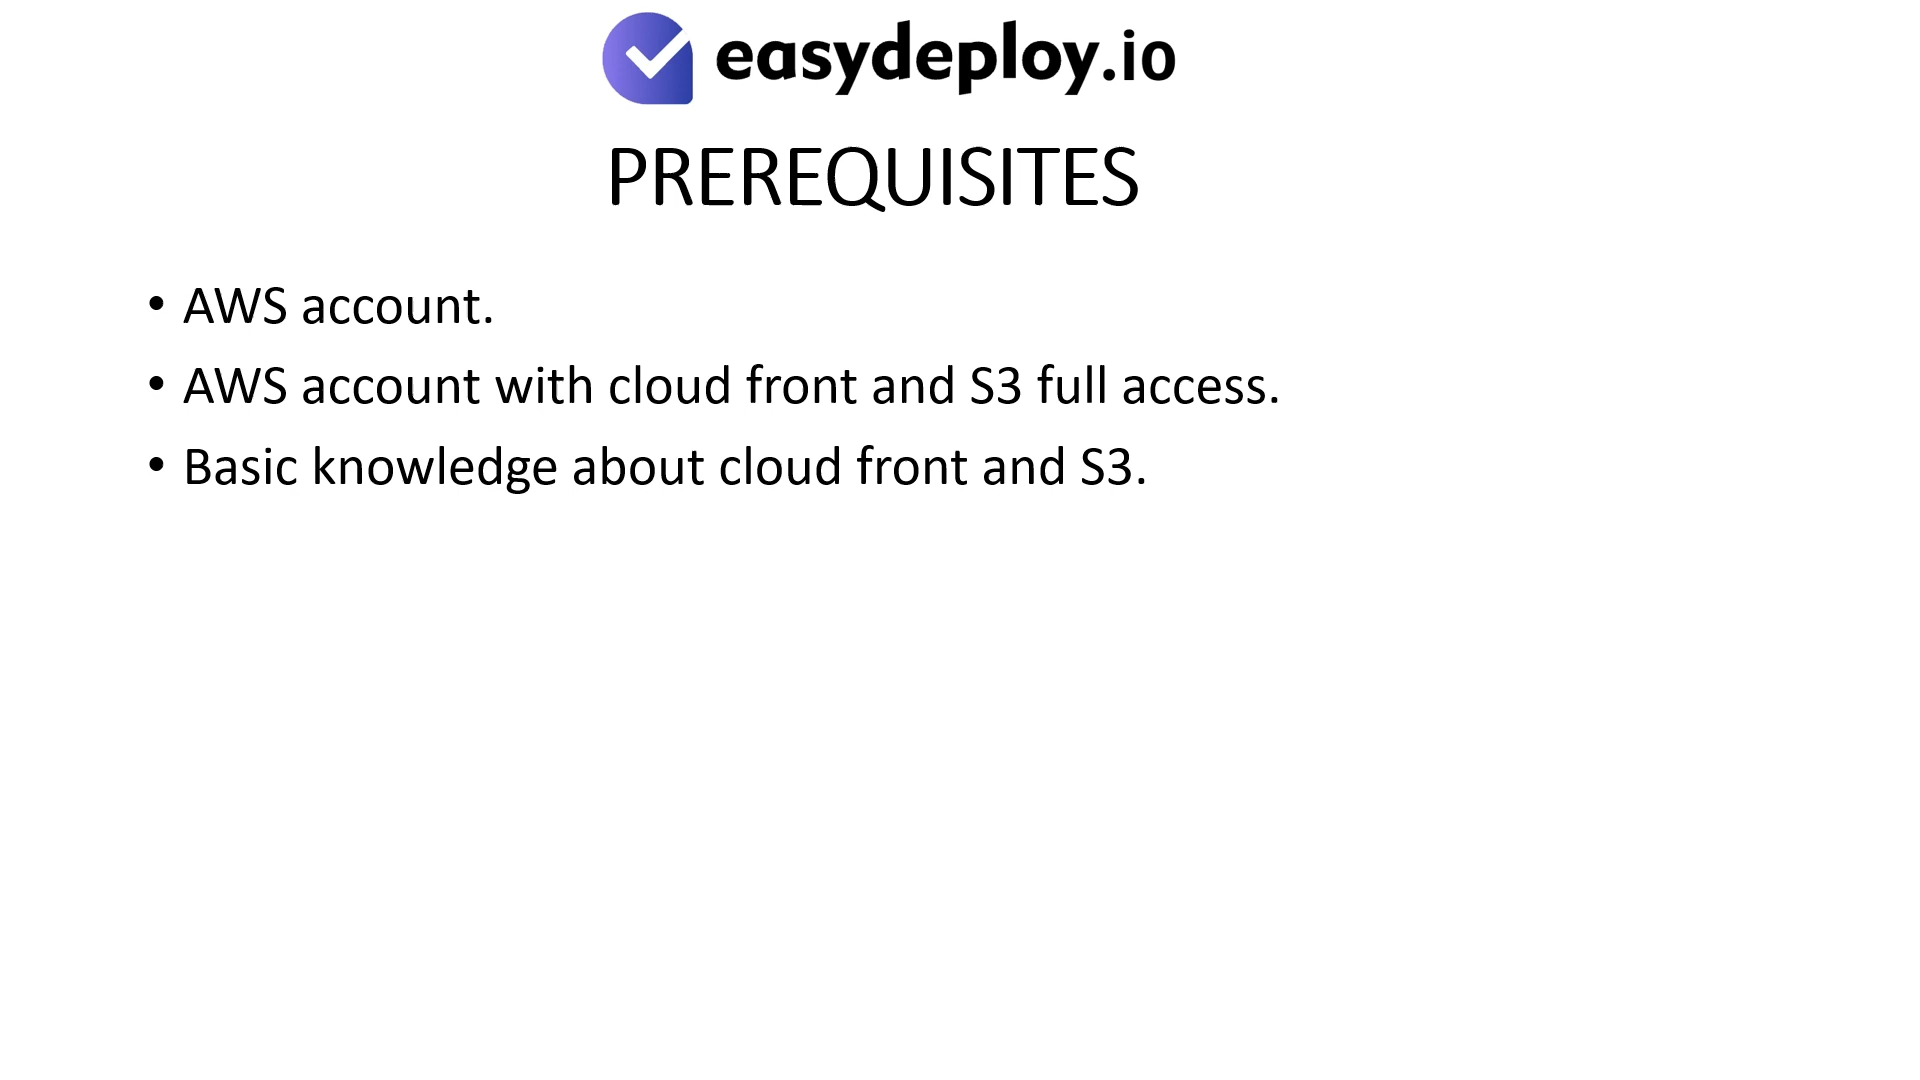 easydeploy.io
PREREQUISITES
• AWS account.
• AWS account with cloud front and S3 full access.
• Basic knowledge about cloud front and S3.